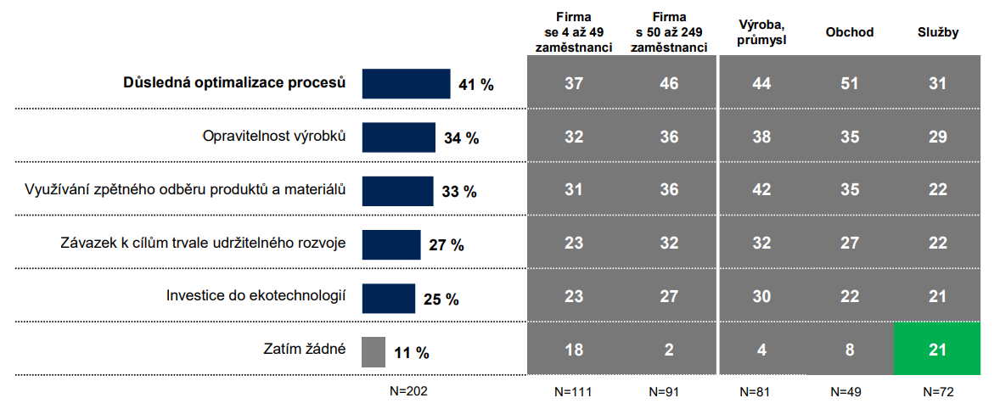 Firma
se 4 až 49
zaměstnanci
Firma
s 50 až 249
zaměstnanci
Výroba,
průmysl
Obchod
Služby
Důsledná optimalizace procesů 41 % 37 46 44 51 31
Opravitelnost výrobků 34 % 32 36 38 35 29
Využívání zpětného odběru produktů a materiálů 33 % 31 36 42 35 22
Závazek k cílům trvale udržitelného rozvoje 27 % 23 32 32 27 22
Investice do ekotechnologií 25 % 23 27 30 22 21
Zatím žádné 11 % 18 2 4 8 21
N=202 N=111 N=91 N=81 N=49 N=72